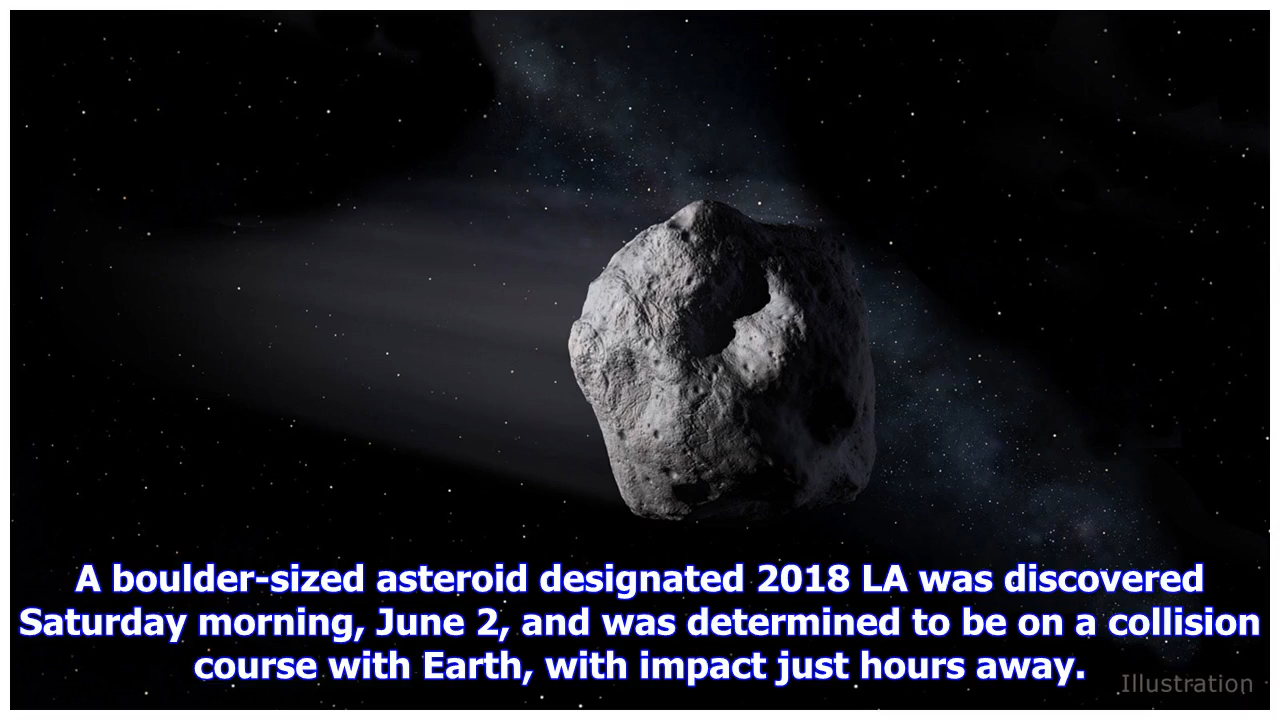 A boulder-sized asteroid designated 2018 LA was discovered
Saturday morning, June 2, and was determined to be on a collision
course with Earth, with impact just hours away.
Illustration